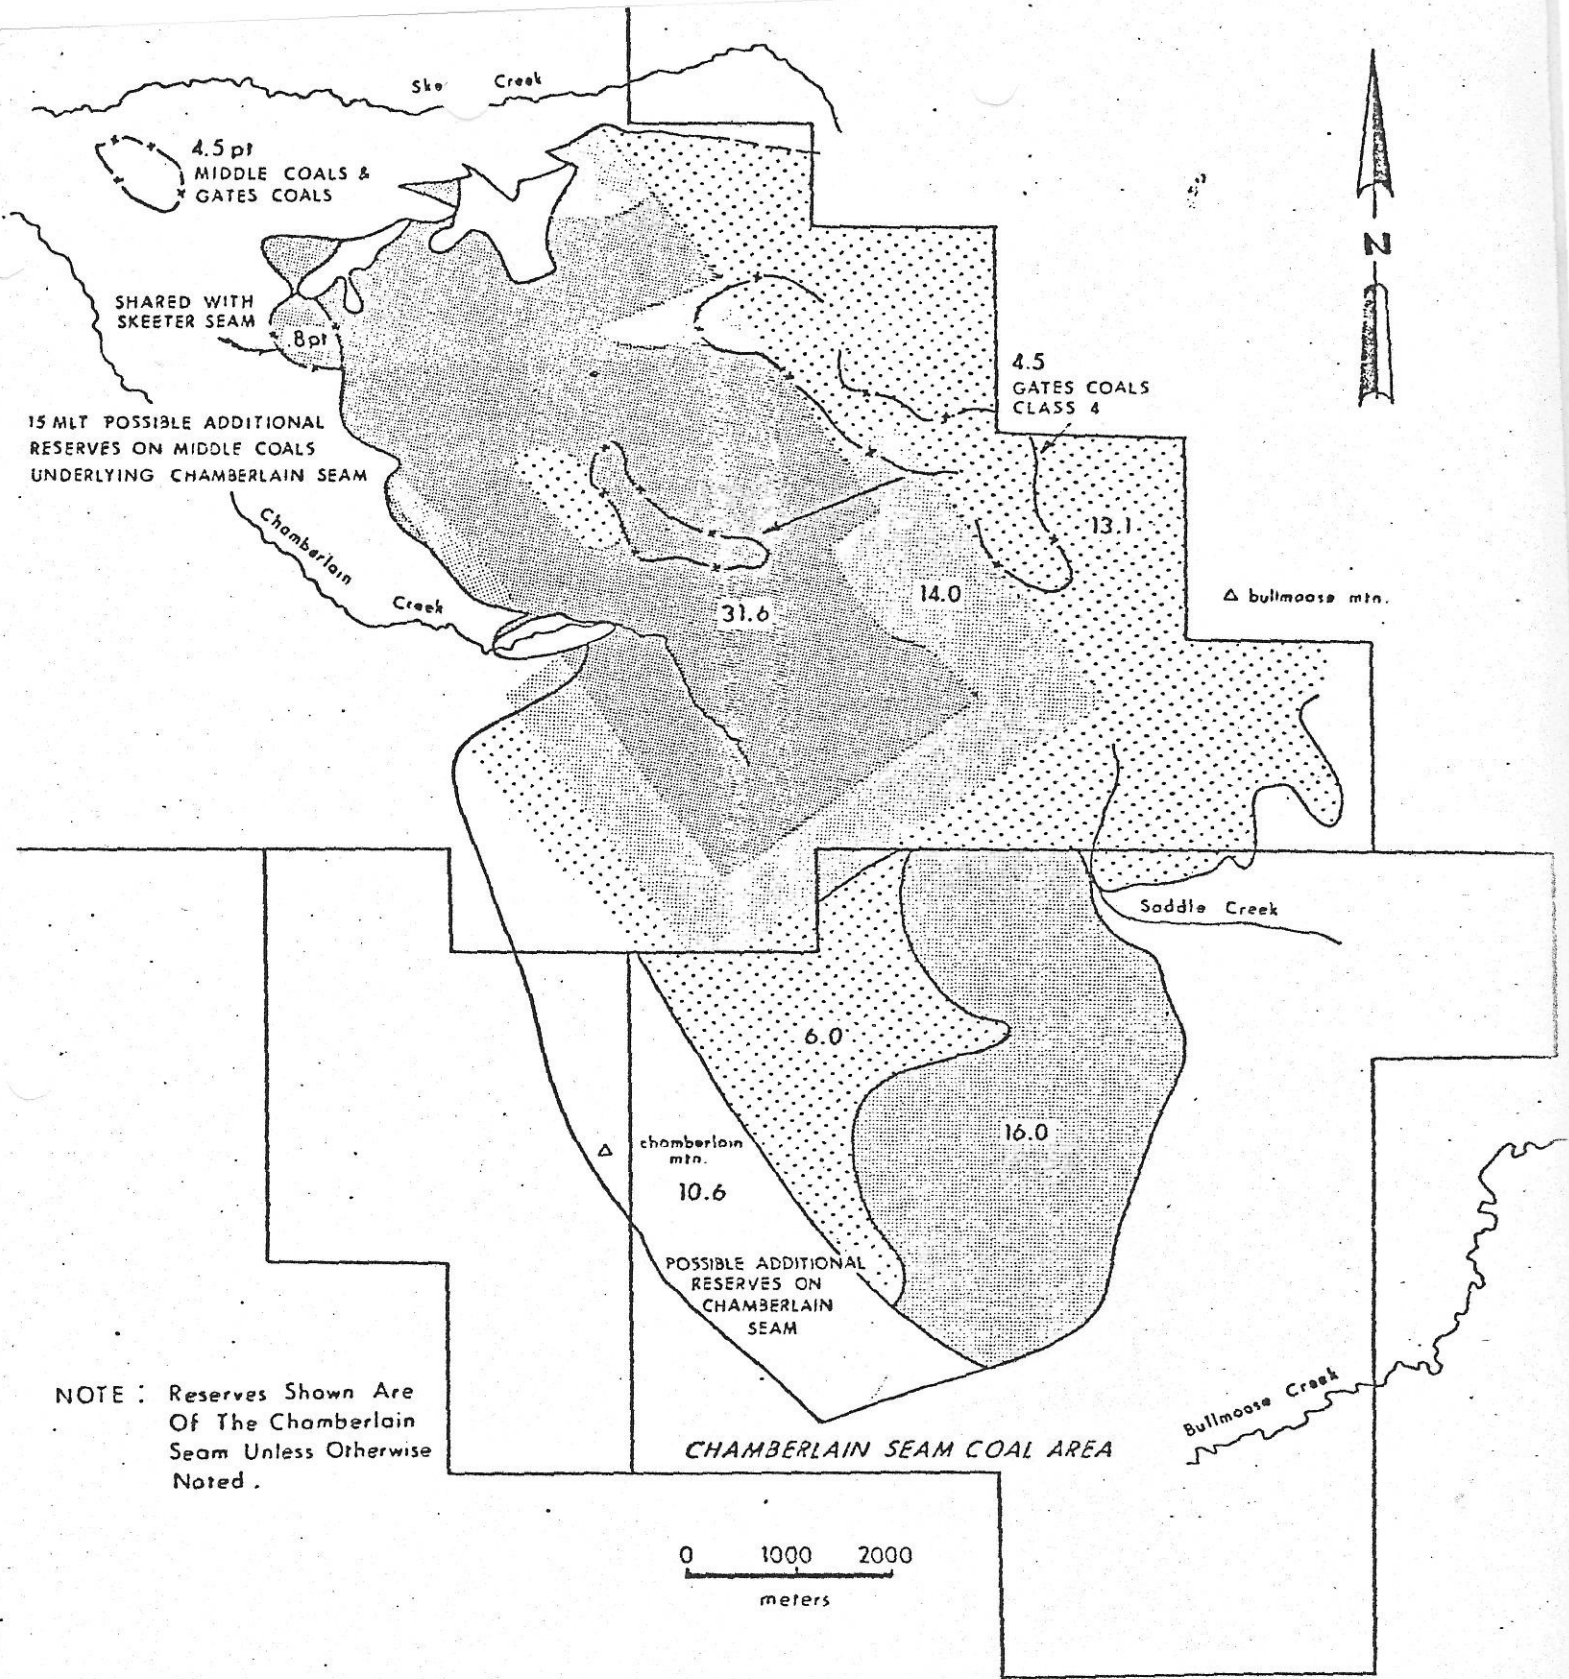 Ske Creek
4.5 pt
MIDDLE COALS &
GATES COALS
SHARED WITH
SKEETER SEAM
.8 pt
15 MLT POSSIBLE ADDITIONAL
RESERVES ON MIDDLE COALS
UNDERLYING CHAMBERLAIN SEAM
Chamberlain
Creek
N
4.5
GATES COALS
CLASS 4
13.1
14.0
31.6
bullmoose mtn.
Saddle Creek
6.0
16.0
chamberlain
mtn.
10.6
POSSIBLE ADDITIONAL
RESERVES ON
CHAMBERLAIN
SEAM
Bullmoose Creek
NOTE : Reserves Shown Are
Of The Chamberlain
Seam Unless Otherwise
Noted .
CHAMBERLAIN SEAM COAL AREA
0 1000 2000
meters